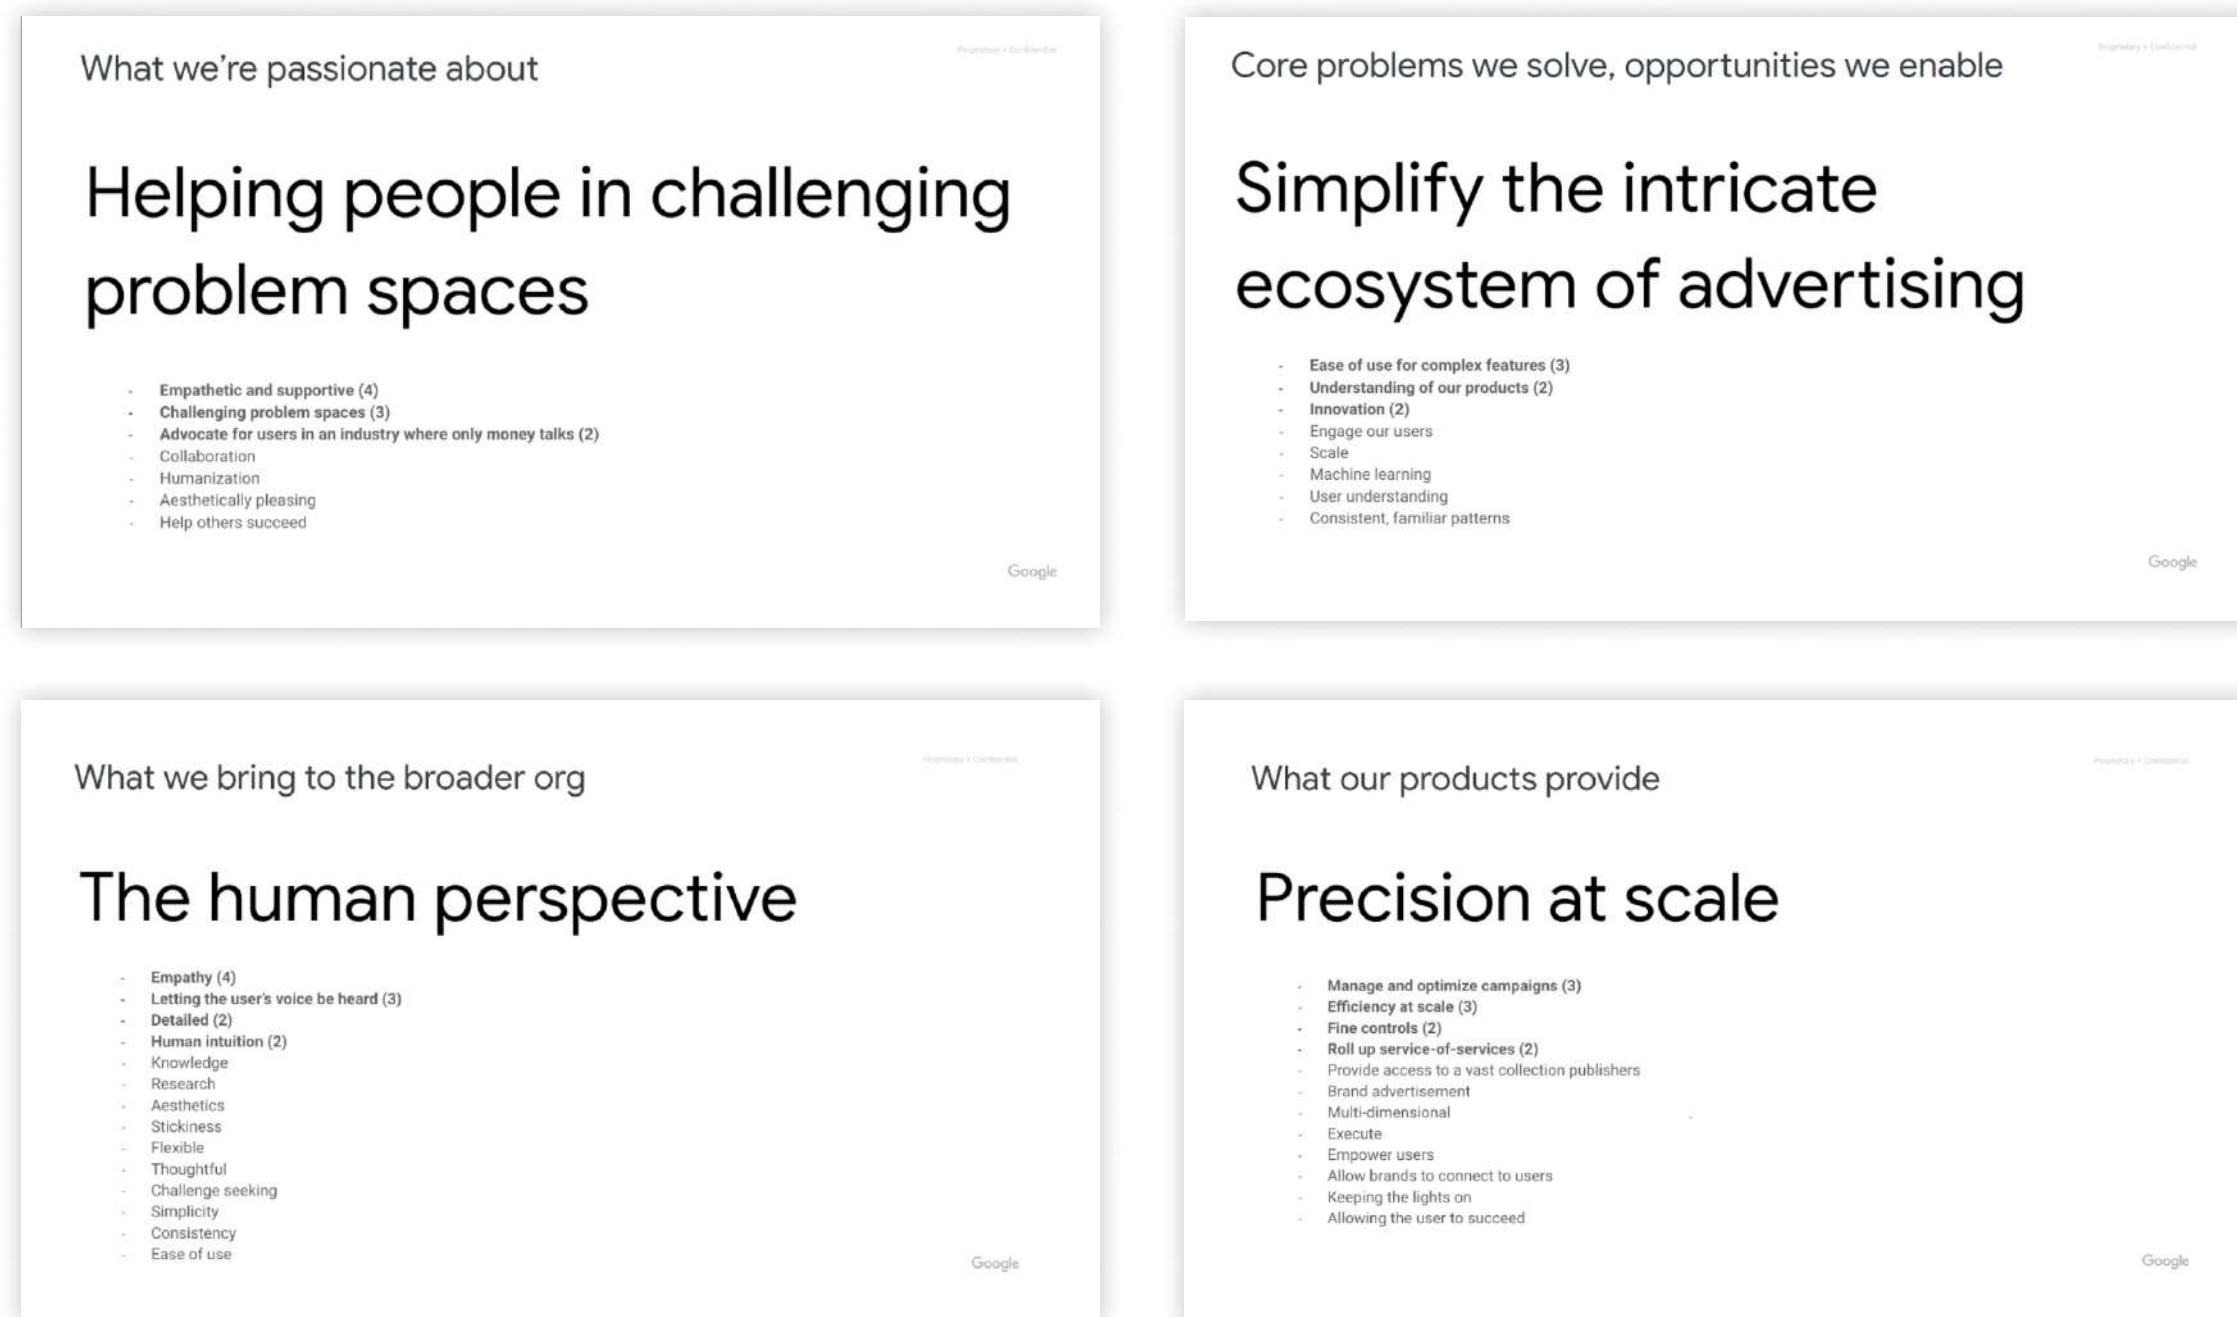 What we're passionate about
Proprietary + Confidential
Helping people in challenging
problem spaces
- Empathetic and supportive (4)
- Challenging problem spaces (3)
- Advocate for users in an industry where only money talks (2)
- Collaboration
- Humanization
- Aesthetically pleasing
- Help others succeed
Google
Core problems we solve, opportunities we enable
Proprietary + Confidential
Simplify the intricate
ecosystem of advertising
- Ease of use for complex features (3)
- Understanding of our products (2)
- Innovation (2)
- Engage our users
- Scale
- Machine learning
- User understanding
- Consistent, familiar patterns
Google
What we bring to the broader org
Proprietary + Confidential
The human perspective
- Empathy (4)
- Letting the user's voice be heard (3)
- Detailed (2)
- Human intuition (2)
- Knowledge
- Research
- Aesthetics
- Stickiness
- Flexible
- Thoughtful
- Challenge seeking
- Simplicity
- Consistency
- Ease of use
Google
What our products provide
Proprietary + Confidential
Precision at scale
- Manage and optimize campaigns (3)
- Efficiency at scale (3)
- Fine controls (2)
- Roll up service-of-services (2)
- Provide access to a vast collection publishers
- Brand advertisement
- Multi-dimensional
- Execute
- Empower users
- Allow brands to connect to users
- Keeping the lights on
- Allowing the user to succeed
Google